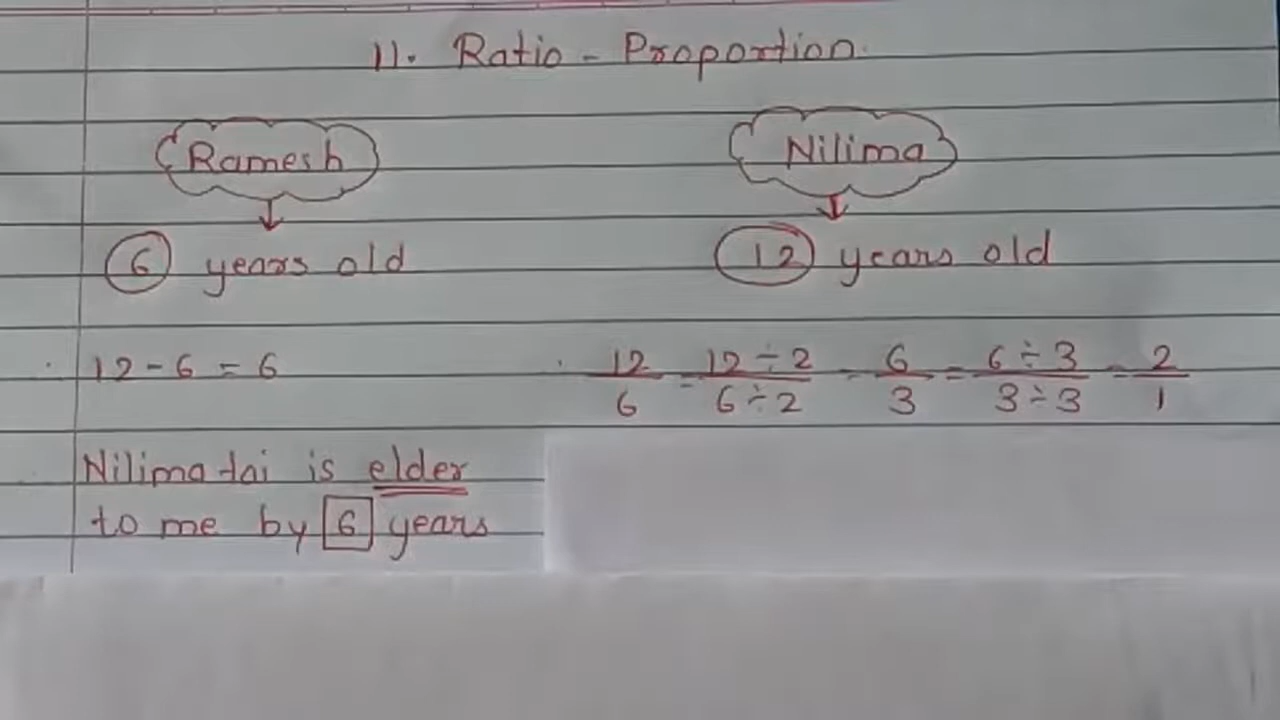 11. Ratio - Proportion.
Ramesh
Nilima
6 years old
12 years old
12 - 6 = 6
12/6 = 12÷2/6÷2 = 6/3 = 6÷3/3÷3 = 2/1
Nilima tai is elder
to me by 6 years